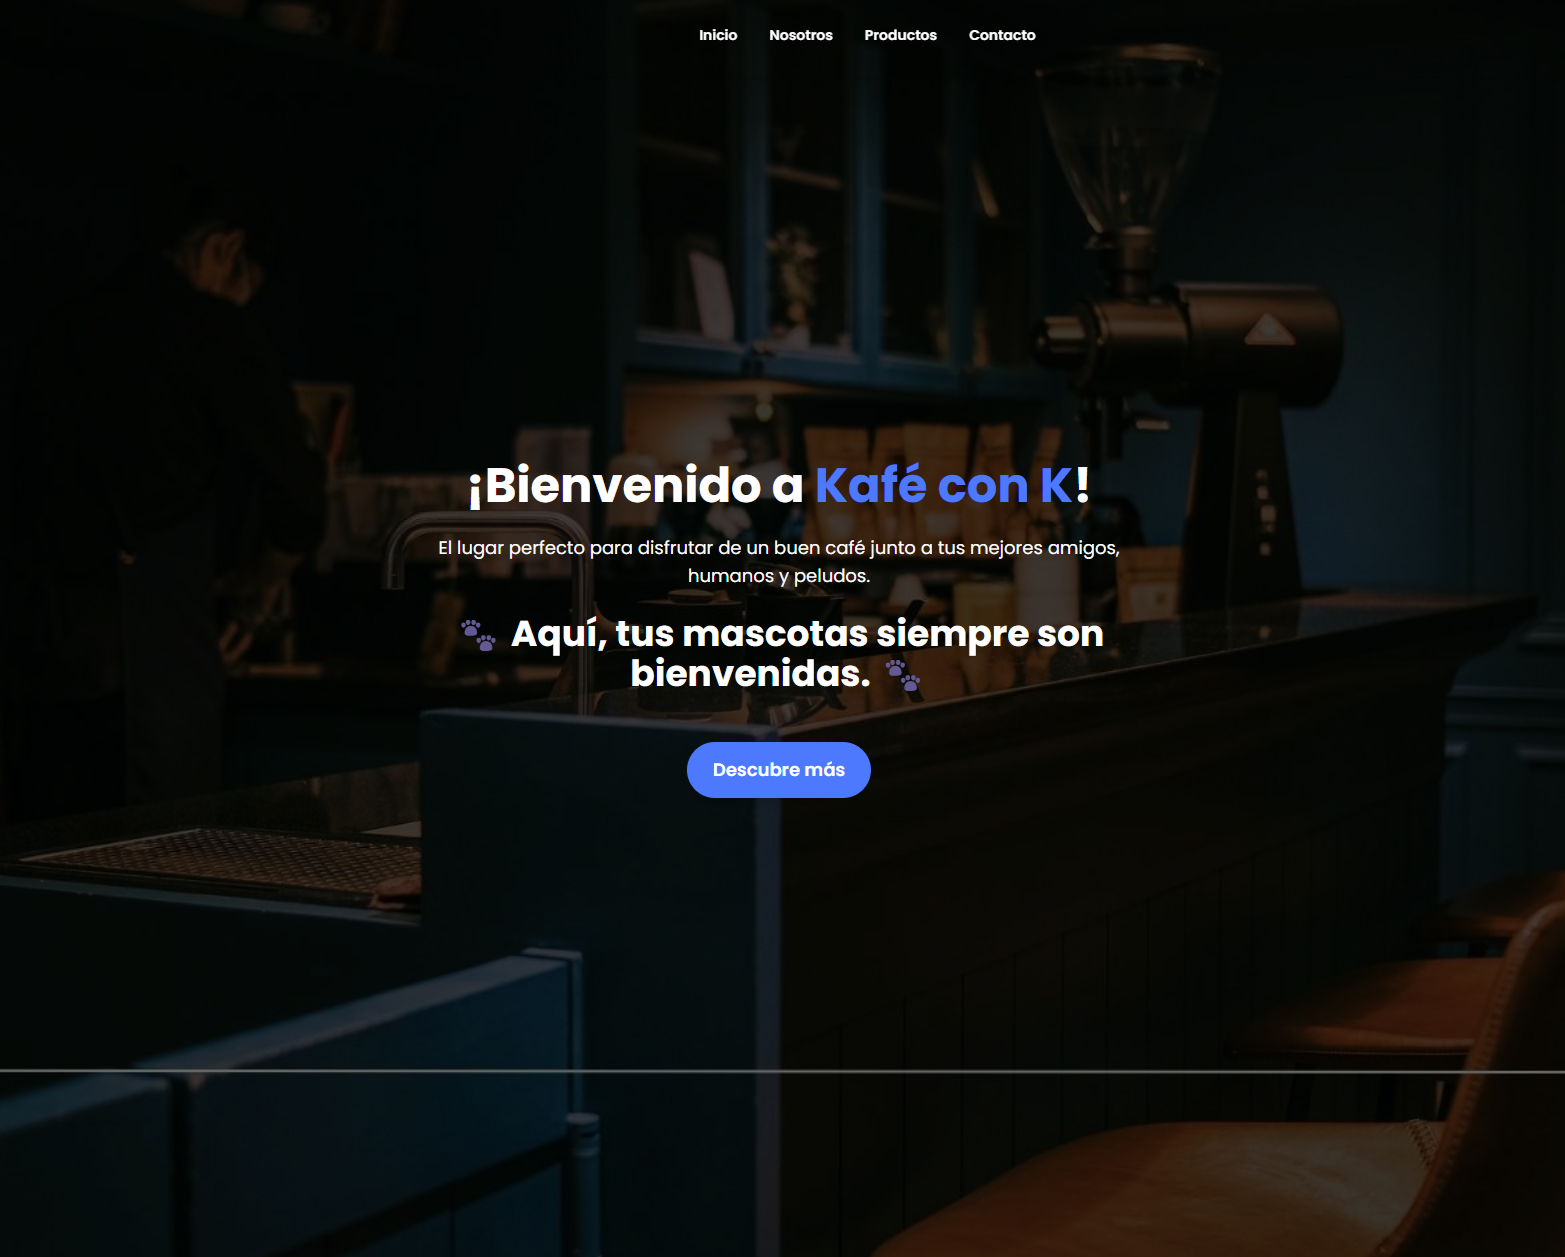 Inicio Nosotros Productos Contacto
¡Bienvenido a Kafé con K!
El lugar perfecto para disfrutar de un buen café junto a tus mejores amigos,
humanos y peludos.
Aquí, tus mascotas siempre son
bienvenidas.
Descubre más